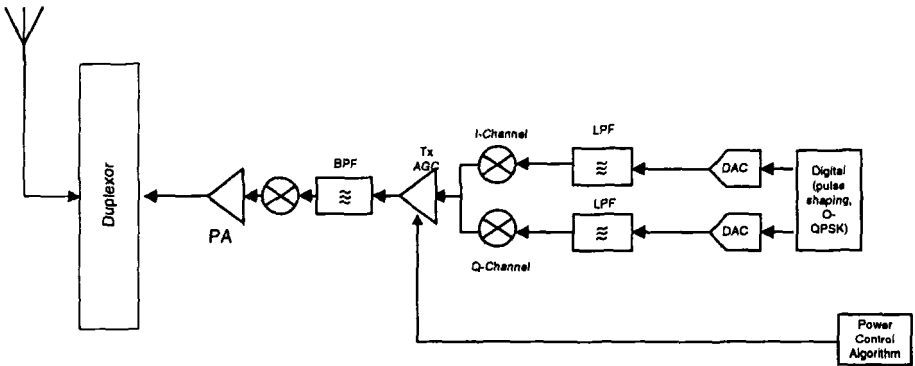 Duplexor
PA
BPF
Tx
AGC
I-Channel
Q-Channel
LPF
LPF
DAC
DAC
Digital
(pulse
shaping,
O-
QPSK)
Power
Control
Algorithm